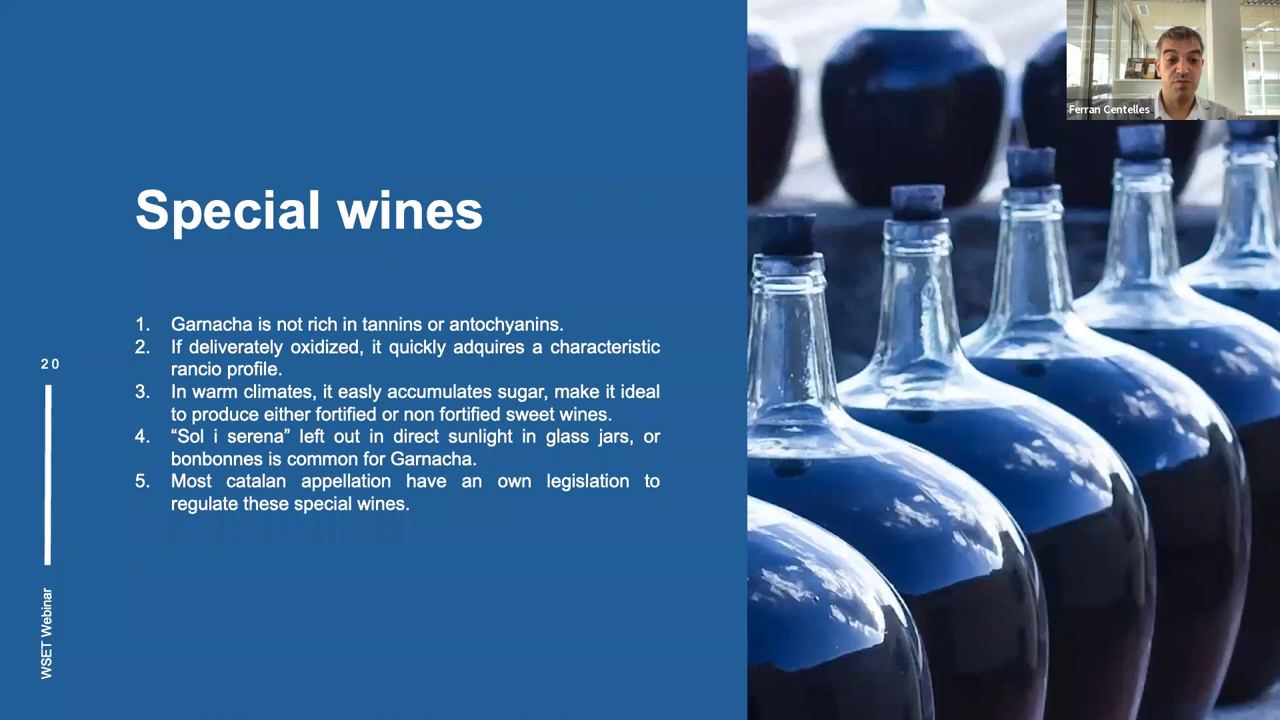 Special wines
1. Garnacha is not rich in tannins or antochyanins.
2. If deliverately oxidized, it quickly adquires a characteristic
rancio profile.
3. In warm climates, it easily accumulates sugar, make it ideal
to produce either fortified or non fortified sweet wines.
4. “Sol i serena” left out in direct sunlight in glass jars, or
bonbonnes is common for Garnacha.
5. Most catalan appellation have an own legislation to
regulate these special wines.
20
WSET Webinar
Ferran Centelles